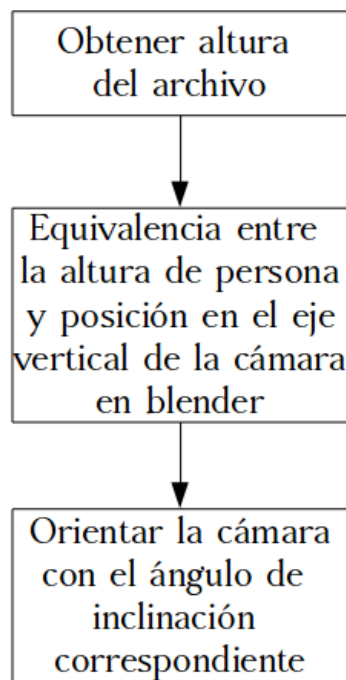 Obtener altura
del archivo
Equivalencia entre
la altura de persona
y posición en el eje
vertical de la cámara
en blender
Orientar la cámara
con el ángulo de
inclinación
correspondiente